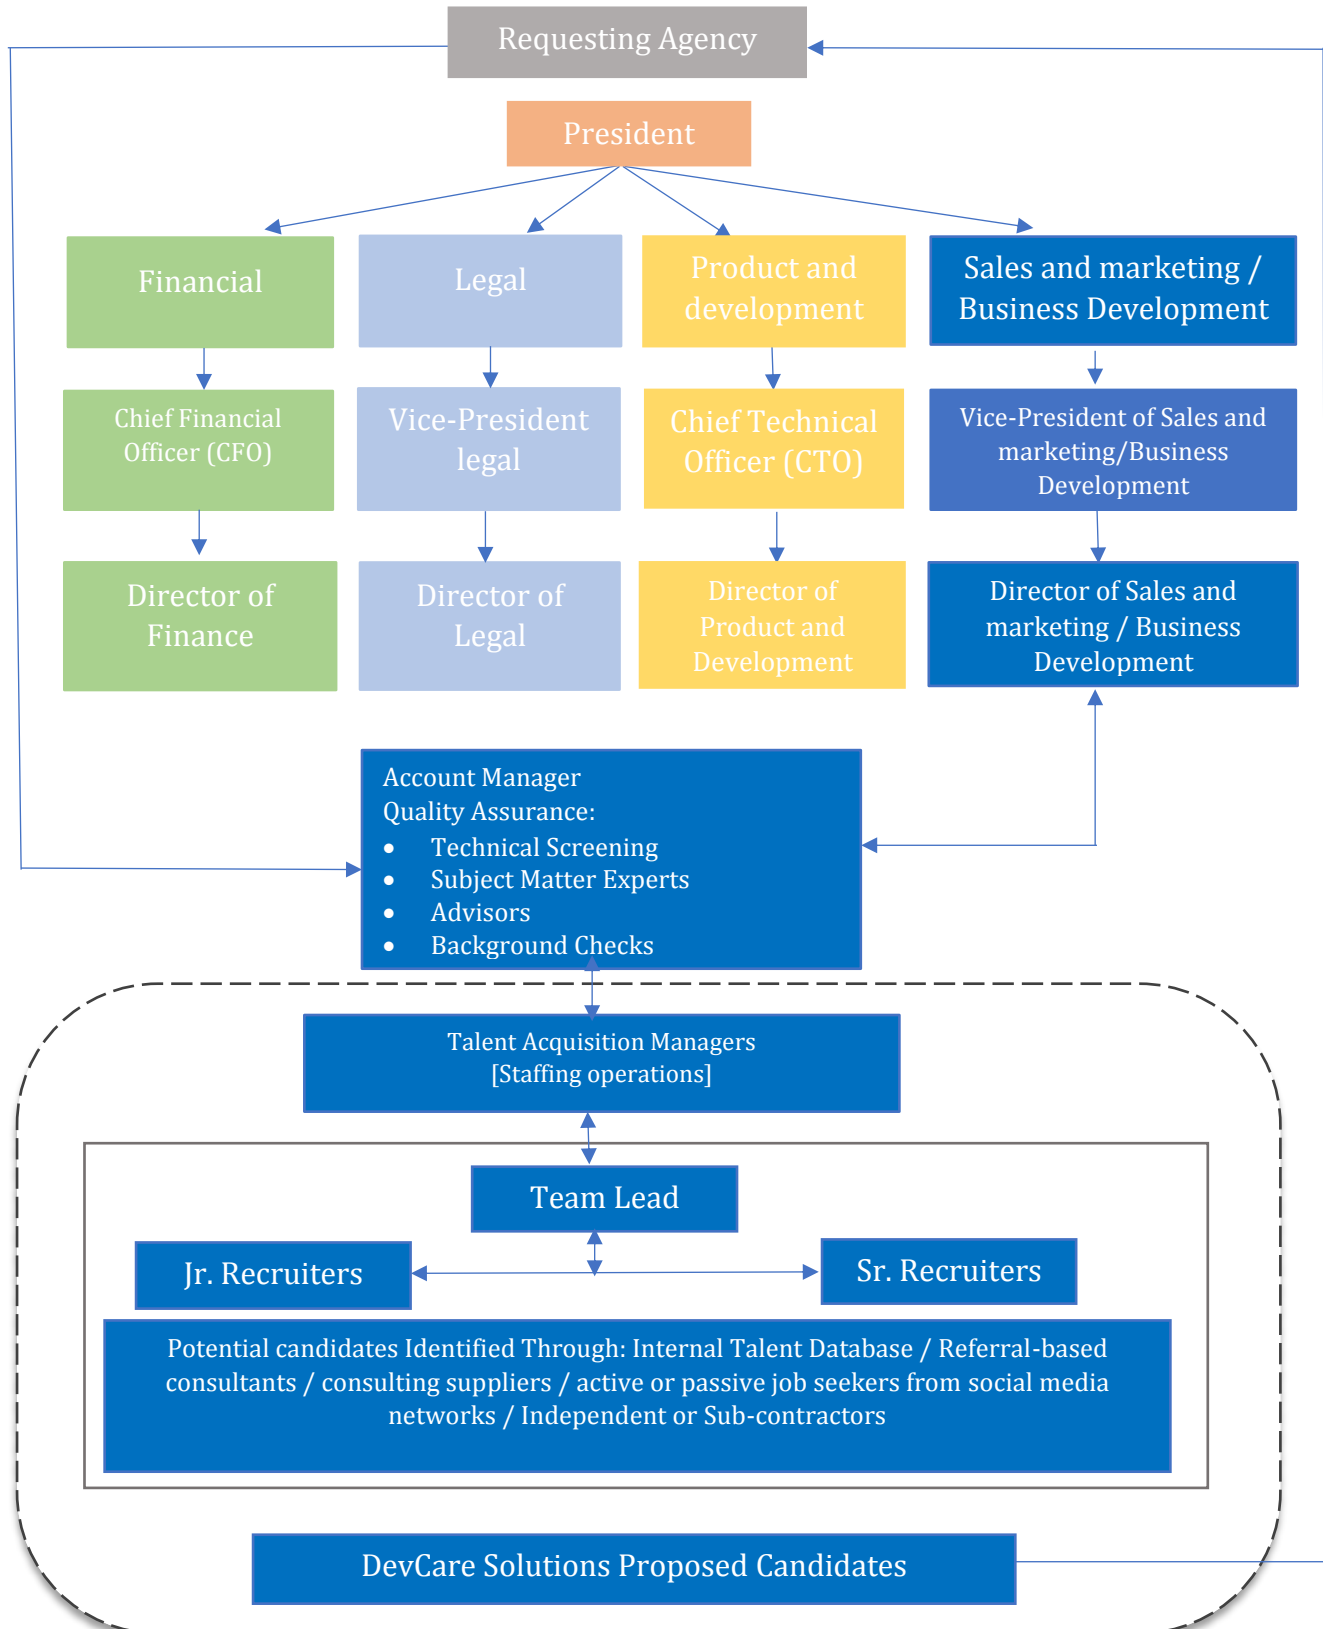 Requesting Agency
President
Financial
Legal
Product and
development
Sales and marketing /
Business Development
Chief Financial
Officer (CFO)
Vice-President
legal
Chief Technical
Officer (CTO)
Vice-President of Sales and
marketing/Business
Development
Director of
Finance
Director of
Legal
Director of
Product and
Development
Director of Sales and
marketing / Business
Development
Account Manager
Quality Assurance:
• Technical Screening
• Subject Matter Experts
• Advisors
• Background Checks
Talent Acquisition Managers
[Staffing operations]
Team Lead
Jr. Recruiters
Sr. Recruiters
Potential candidates Identified Through: Internal Talent Database / Referral-based
consultants / consulting suppliers / active or passive job seekers from social media
networks / Independent or Sub-contractors
DevCare Solutions Proposed Candidates